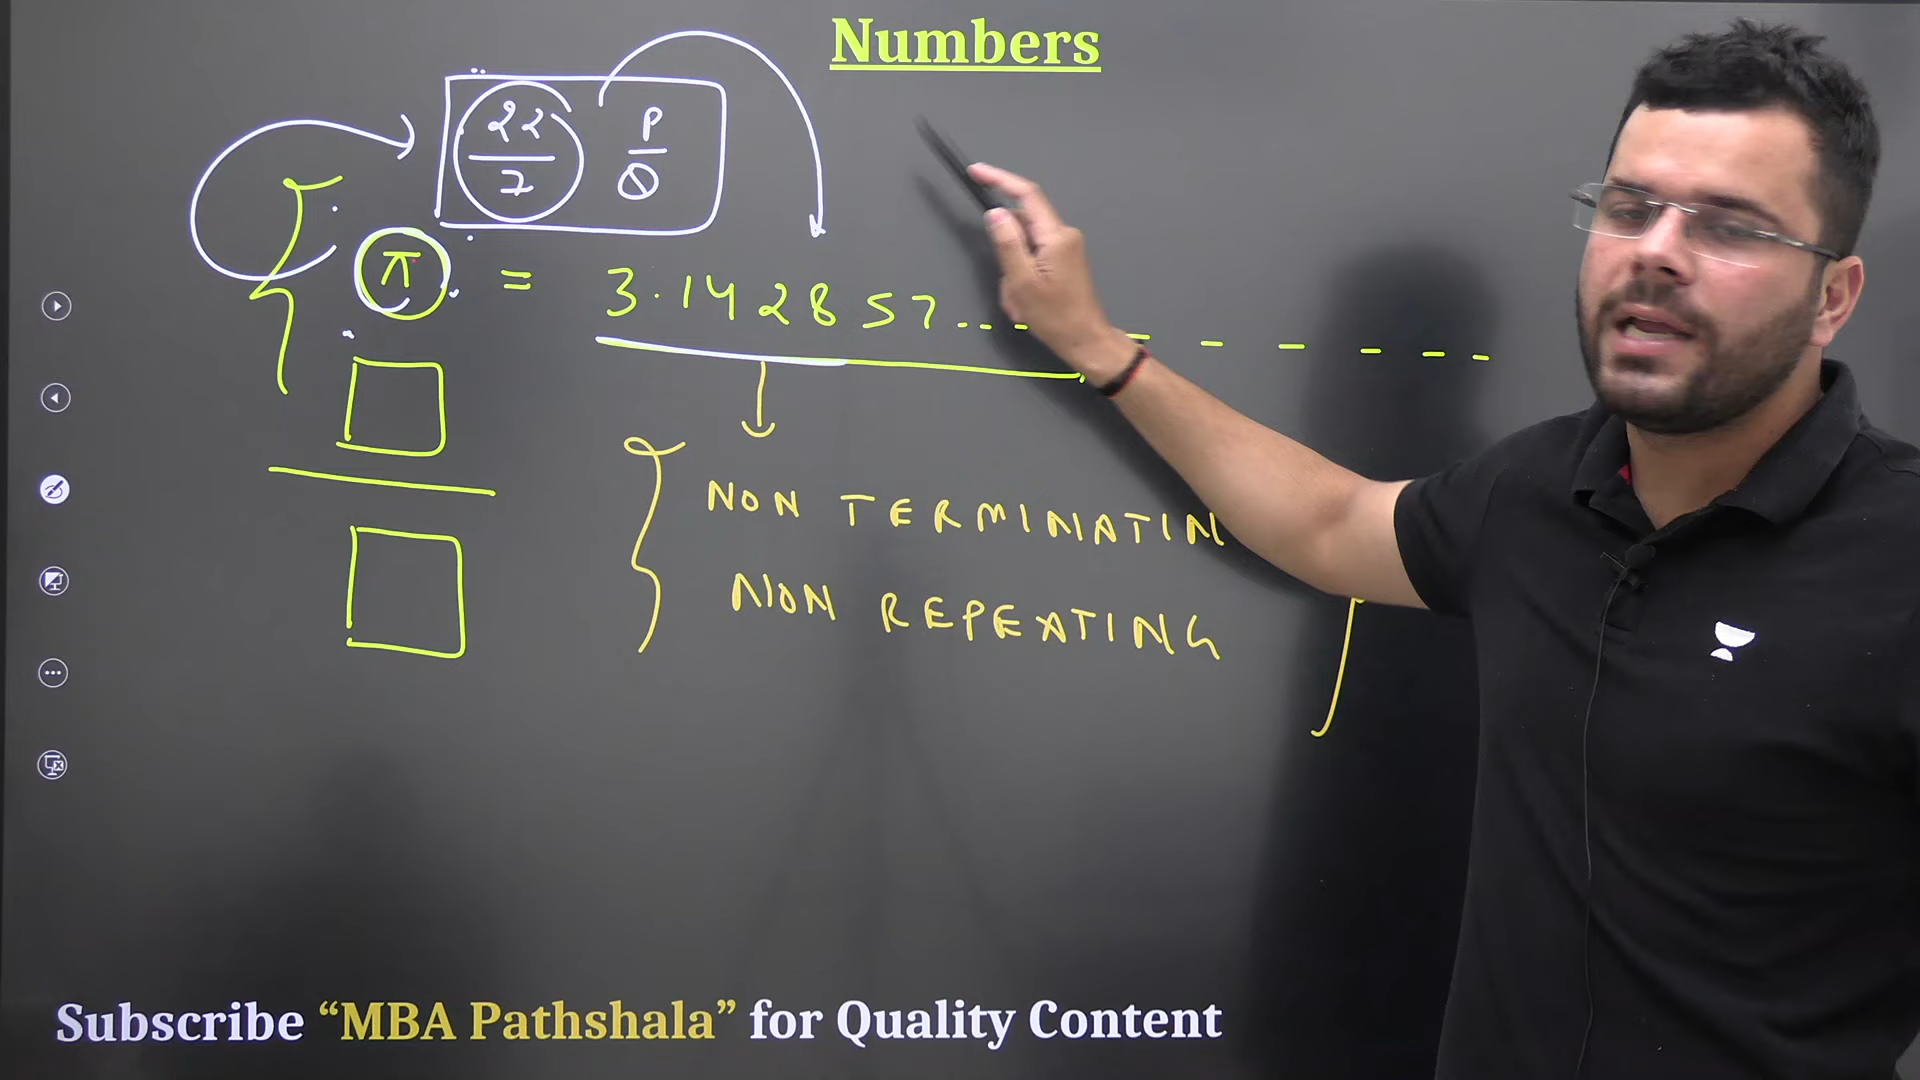 Numbers
22 P
7 Q
π = 3.142857...- - - - - - -
NON TERMINATIN
NON REPEATING
Subscribe “MBA Pathshala” for Quality Content